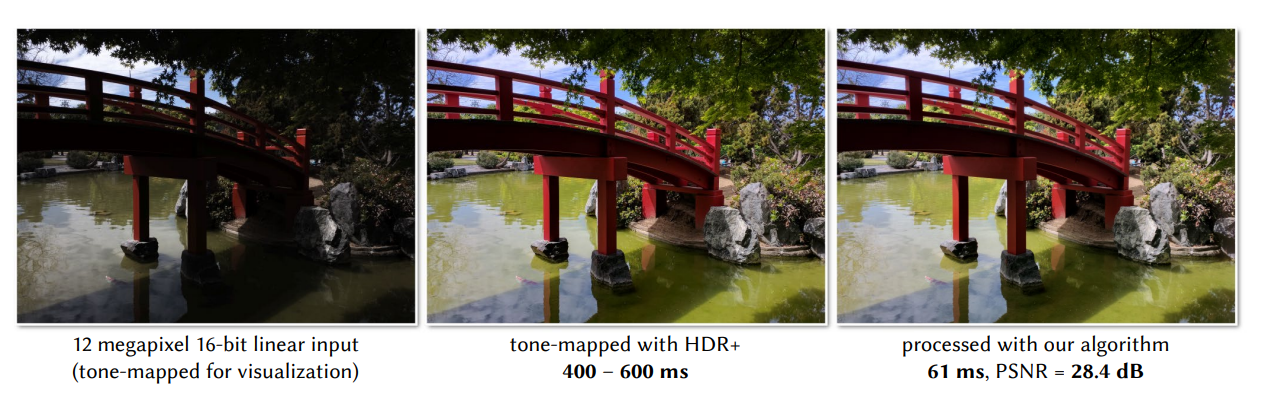 12 megapixel 16-bit linear input
(tone-mapped for visualization)
tone-mapped with HDR+
400 – 600 ms
processed with our algorithm
61 ms, PSNR = 28.4 dB